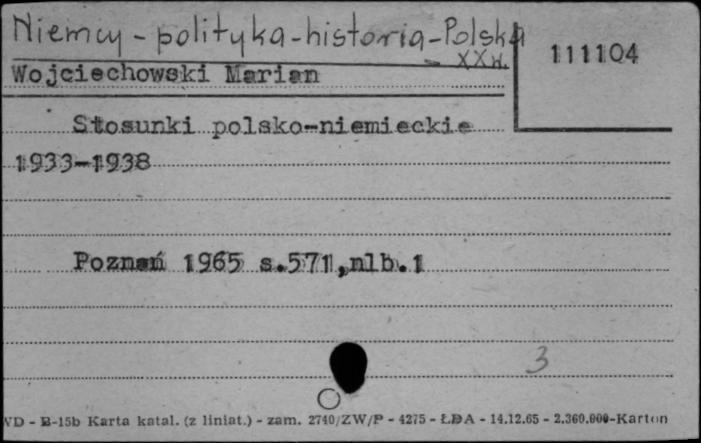 Niemcy - polityka - historia - Polska
- XX w.
111104
Wojciechowski Marian
Stosunki polsko-niemieckie
1933-1938
Poznań 1965 s.571,nlb.1
3
WD - B-15b Karta katal. (z liniat.) - zam. 2740/ZW/P - 4275 - ŁDA - 14.12.65 - 2.360.000-Karton